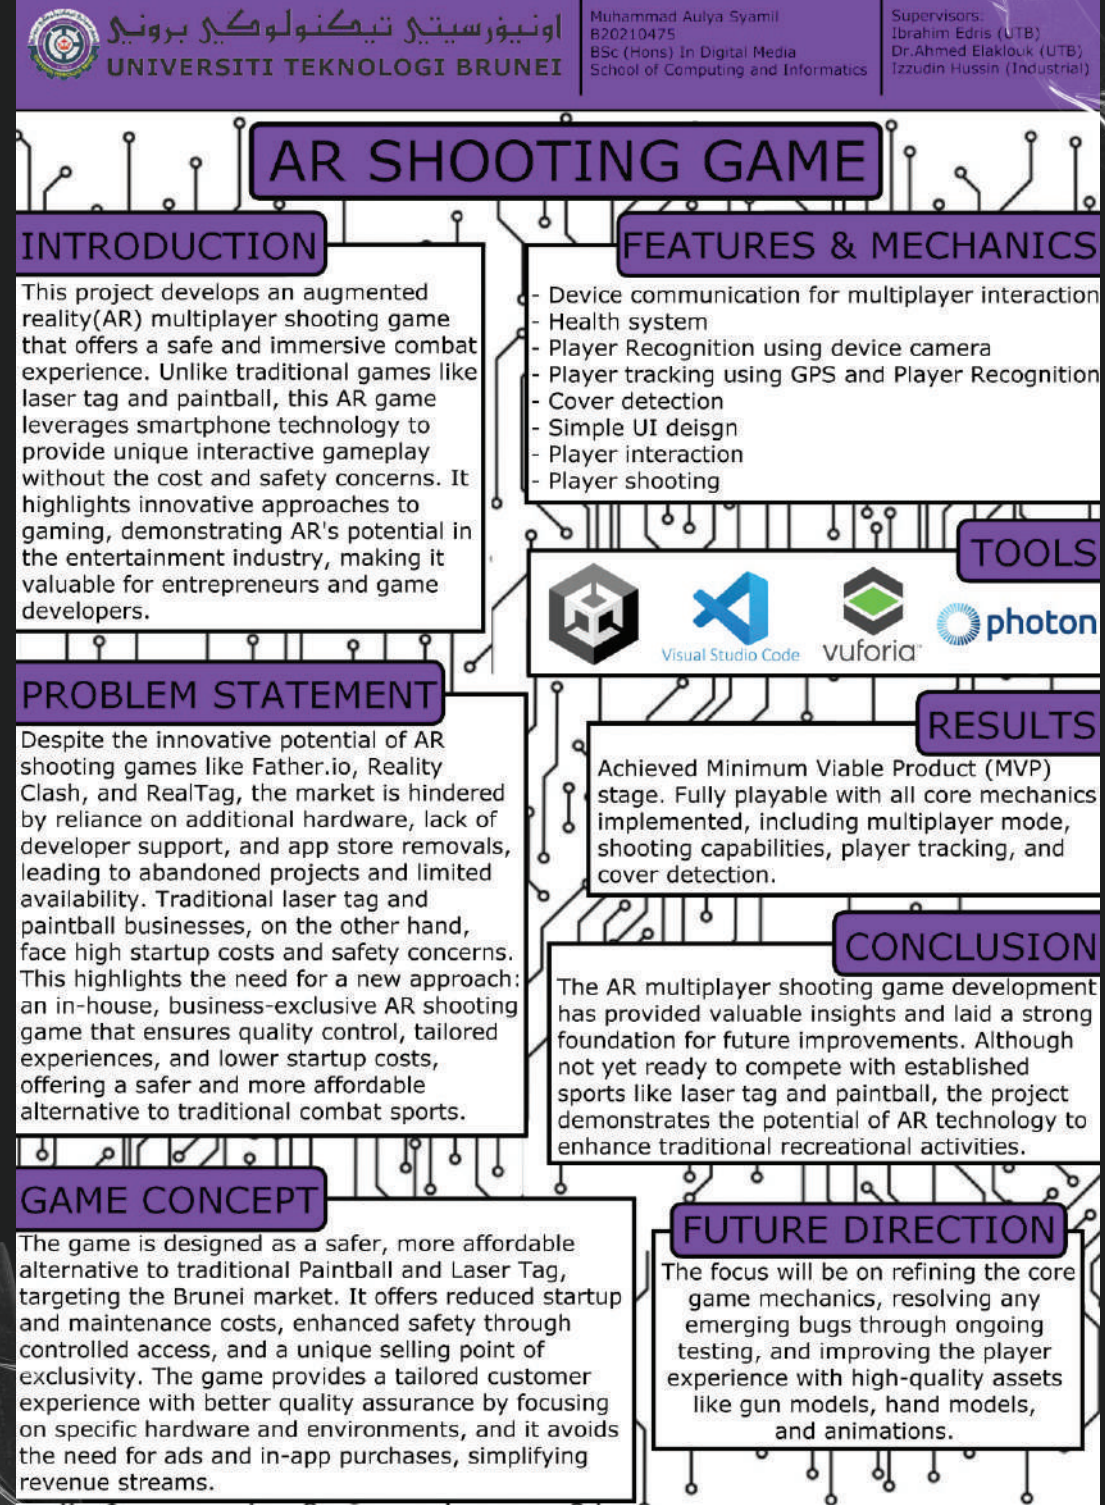 اونيۏرسيتي تيكنولوڬي بروني
UNIVERSITI TEKNOLOGI BRUNEI
Muhammad Aulya Syamil
B20210475
BSc (Hons) In Digital Media
School of Computing and Informatics
Supervisors:
Ibrahim Edris (UTB)
Dr.Ahmed Elaklouk (UTB)
Izzudin Hussin (Industrial)
AR SHOOTING GAME
INTRODUCTION
This project develops an augmented
reality(AR) multiplayer shooting game
that offers a safe and immersive combat
experience. Unlike traditional games like
laser tag and paintball, this AR game
leverages smartphone technology to
provide unique interactive gameplay
without the cost and safety concerns. It
highlights innovative approaches to
gaming, demonstrating AR's potential in
the entertainment industry, making it
valuable for entrepreneurs and game
developers.
PROBLEM STATEMENT
Despite the innovative potential of AR
shooting games like Father.io, Reality
Clash, and RealTag, the market is hindered
by reliance on additional hardware, lack of
developer support, and app store removals,
leading to abandoned projects and limited
availability. Traditional laser tag and
paintball businesses, on the other hand,
face high startup costs and safety concerns.
This highlights the need for a new approach:
an in-house, business-exclusive AR shooting
game that ensures quality control, tailored
experiences, and lower startup costs,
offering a safer and more affordable
alternative to traditional combat sports.
GAME CONCEPT
The game is designed as a safer, more affordable
alternative to traditional Paintball and Laser Tag,
targeting the Brunei market. It offers reduced startup
and maintenance costs, enhanced safety through
controlled access, and a unique selling point of
exclusivity. The game provides a tailored customer
experience with better quality assurance by focusing
on specific hardware and environments, and it avoids
the need for ads and in-app purchases, simplifying
revenue streams.
FEATURES & MECHANICS
- Device communication for multiplayer interaction
- Health system
- Player Recognition using device camera
- Player tracking using GPS and Player Recognition
- Cover detection
- Simple UI deisgn
- Player interaction
- Player shooting
TOOLS
Visual Studio Code
vuforia™
photon
RESULTS
Achieved Minimum Viable Product (MVP)
stage. Fully playable with all core mechanics
implemented, including multiplayer mode,
shooting capabilities, player tracking, and
cover detection.
CONCLUSION
The AR multiplayer shooting game development
has provided valuable insights and laid a strong
foundation for future improvements. Although
not yet ready to compete with established
sports like laser tag and paintball, the project
demonstrates the potential of AR technology to
enhance traditional recreational activities.
FUTURE DIRECTION
The focus will be on refining the core
game mechanics, resolving any
emerging bugs through ongoing
testing, and improving the player
experience with high-quality assets
like gun models, hand models,
and animations.